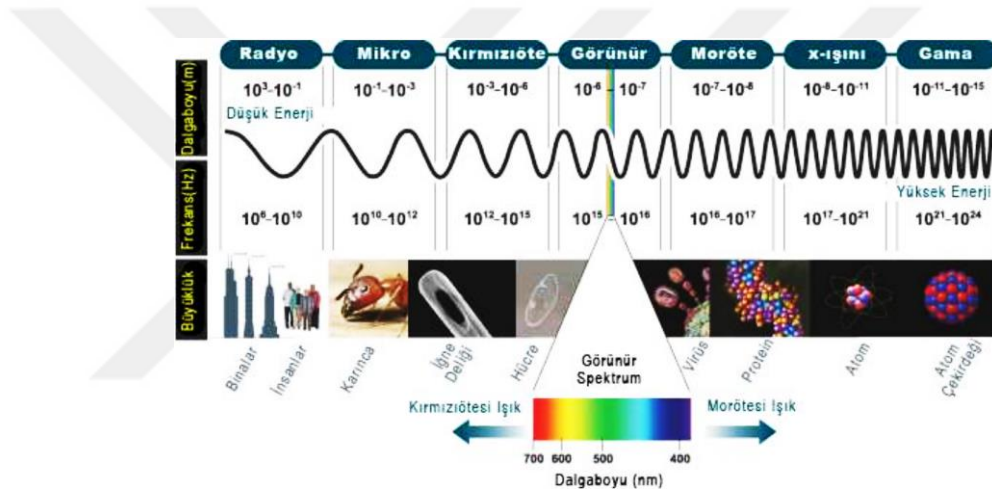 Radyo Mikro Kırmızıöte Görünür Moröte x-ışını Gama
Dalgaboyu(m)
10³-10⁻¹ 10⁻¹-10⁻³ 10⁻³-10⁻⁶ 10⁻⁶ - 10⁻⁷ 10⁻⁷-10⁻⁸ 10⁻⁸-10⁻¹¹ 10⁻¹¹-10⁻¹⁵
Düşük Enerji
Yüksek Enerji
Frekans(Hz)
10⁶-10¹⁰ 10¹⁰-10¹² 10¹²-10¹⁵ 10¹⁵ - 10¹⁶ 10¹⁶-10¹⁷ 10¹⁷-10²¹ 10²¹-10²⁴
Büyüklük
Binalar
İnsanlar
Karınca
İğne
Deliği
Hücre
Virüs
Protein
Atom
Atom
Çekirdeği
Görünür
Spektrum
Kırmızıötesi Işık
Morötesi Işık
700 600 500 400
Dalgaboyu (nm)